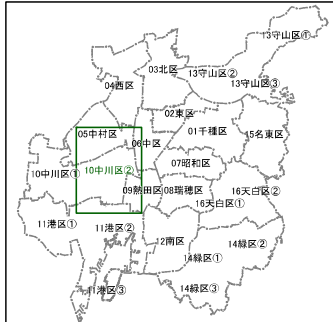 13守山区①
03北区
13守山区②
04西区
13守山区③
02東区
05中村区
01千種区
15名東区
06中区
07昭和区
10中川区①
10中川区②
09熱田区
08瑞穂区
16天白区②
16天白区①
11港区①
11港区②
12南区
14緑区②
14緑区①
11港区③
14緑区③